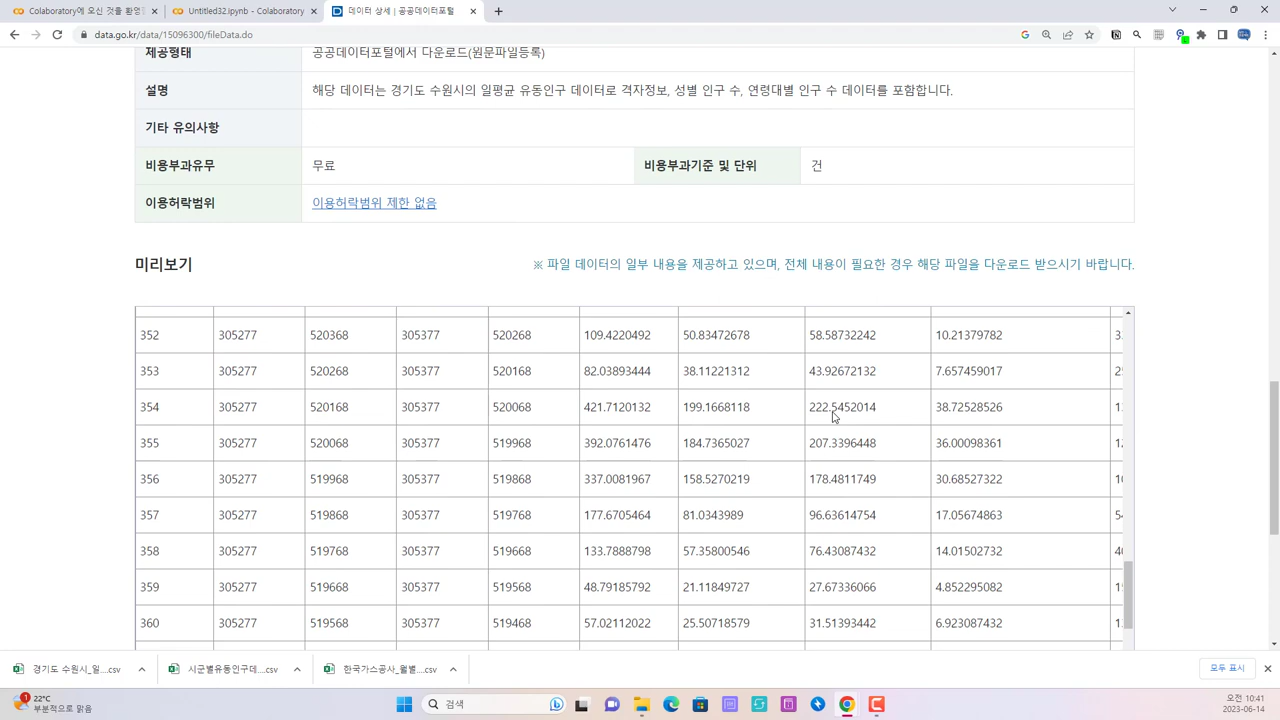 Colaboratory에 오신 것을 환영합
Untitled32.ipynb - Colaboratory
데이터 상세 | 공공데이터포털
data.go.kr/data/15096300/fileData.do
제공형태 공공데이터포털에서 다운로드(원문파일등록)
설명 해당 데이터는 경기도 수원시의 일평균 유동인구 데이터로 격자정보, 성별 인구 수, 연령대별 인구 수 데이터를 포함합니다.
기타 유의사항
비용부과유무 무료 비용부과기준 및 단위 건
이용허락범위 이용허락범위 제한 없음
미리보기 ※ 파일 데이터의 일부 내용을 제공하고 있으며, 전체 내용이 필요한 경우 해당 파일을 다운로드 받으시기 바랍니다.
352 305277 520368 305377 520268 109.4220492 50.83472678 58.58732242 10.21379782
353 305277 520268 305377 520168 82.03893444 38.11221312 43.92672132 7.657459017
354 305277 520168 305377 520068 421.7120132 199.1668118 222.5452014 38.72528526
355 305277 520068 305377 519968 392.0761476 184.7365027 207.3396448 36.00098361
356 305277 519968 305377 519868 337.0081967 158.5270219 178.4811749 30.68527322
357 305277 519868 305377 519768 177.6705464 81.0343989 96.63614754 17.05674863
358 305277 519768 305377 519668 133.7888798 57.35800546 76.43087432 14.01502732
359 305277 519668 305377 519568 48.79185792 21.11849727 27.67336066 4.852295082
360 305277 519568 305377 519468 57.02112022 25.50718579 31.51393442 6.923087432
경기도 수원시_일....csv
시군별유동인구데....csv
한국가스공사_월별....csv
모두 표시
1
22°C
부분적으로 맑음
검색
오전 10:41
2023-06-14